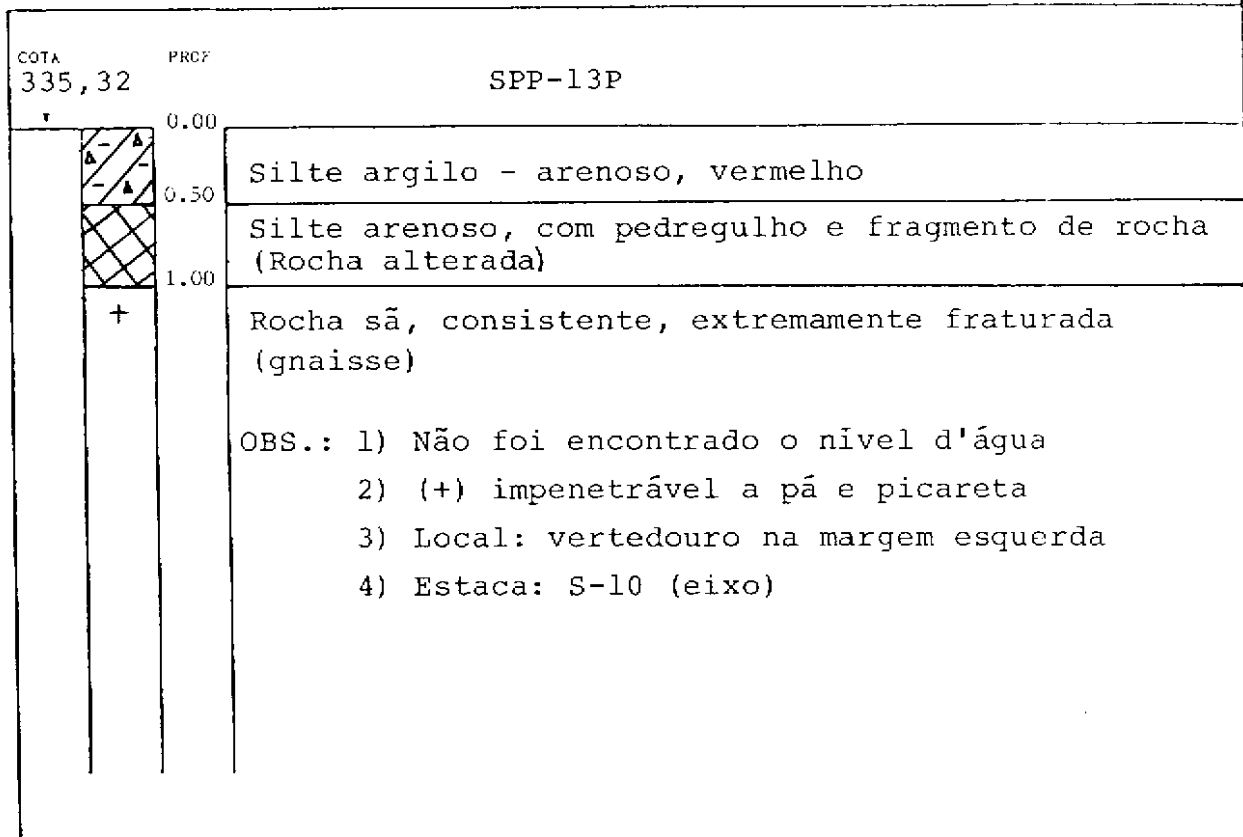 COTA PROF
335,32 SPP-13P
0.00
Silte argilo - arenoso, vermelho
0.50
Silte arenoso, com pedregulho e fragmento de rocha
(Rocha alterada)
1.00
+ Rocha sã, consistente, extremamente fraturada
(gnaisse)
OBS.: 1) Não foi encontrado o nível d'água
2) (+) impenetrável a pá e picareta
3) Local: vertedouro na margem esquerda
4) Estaca: S-10 (eixo)